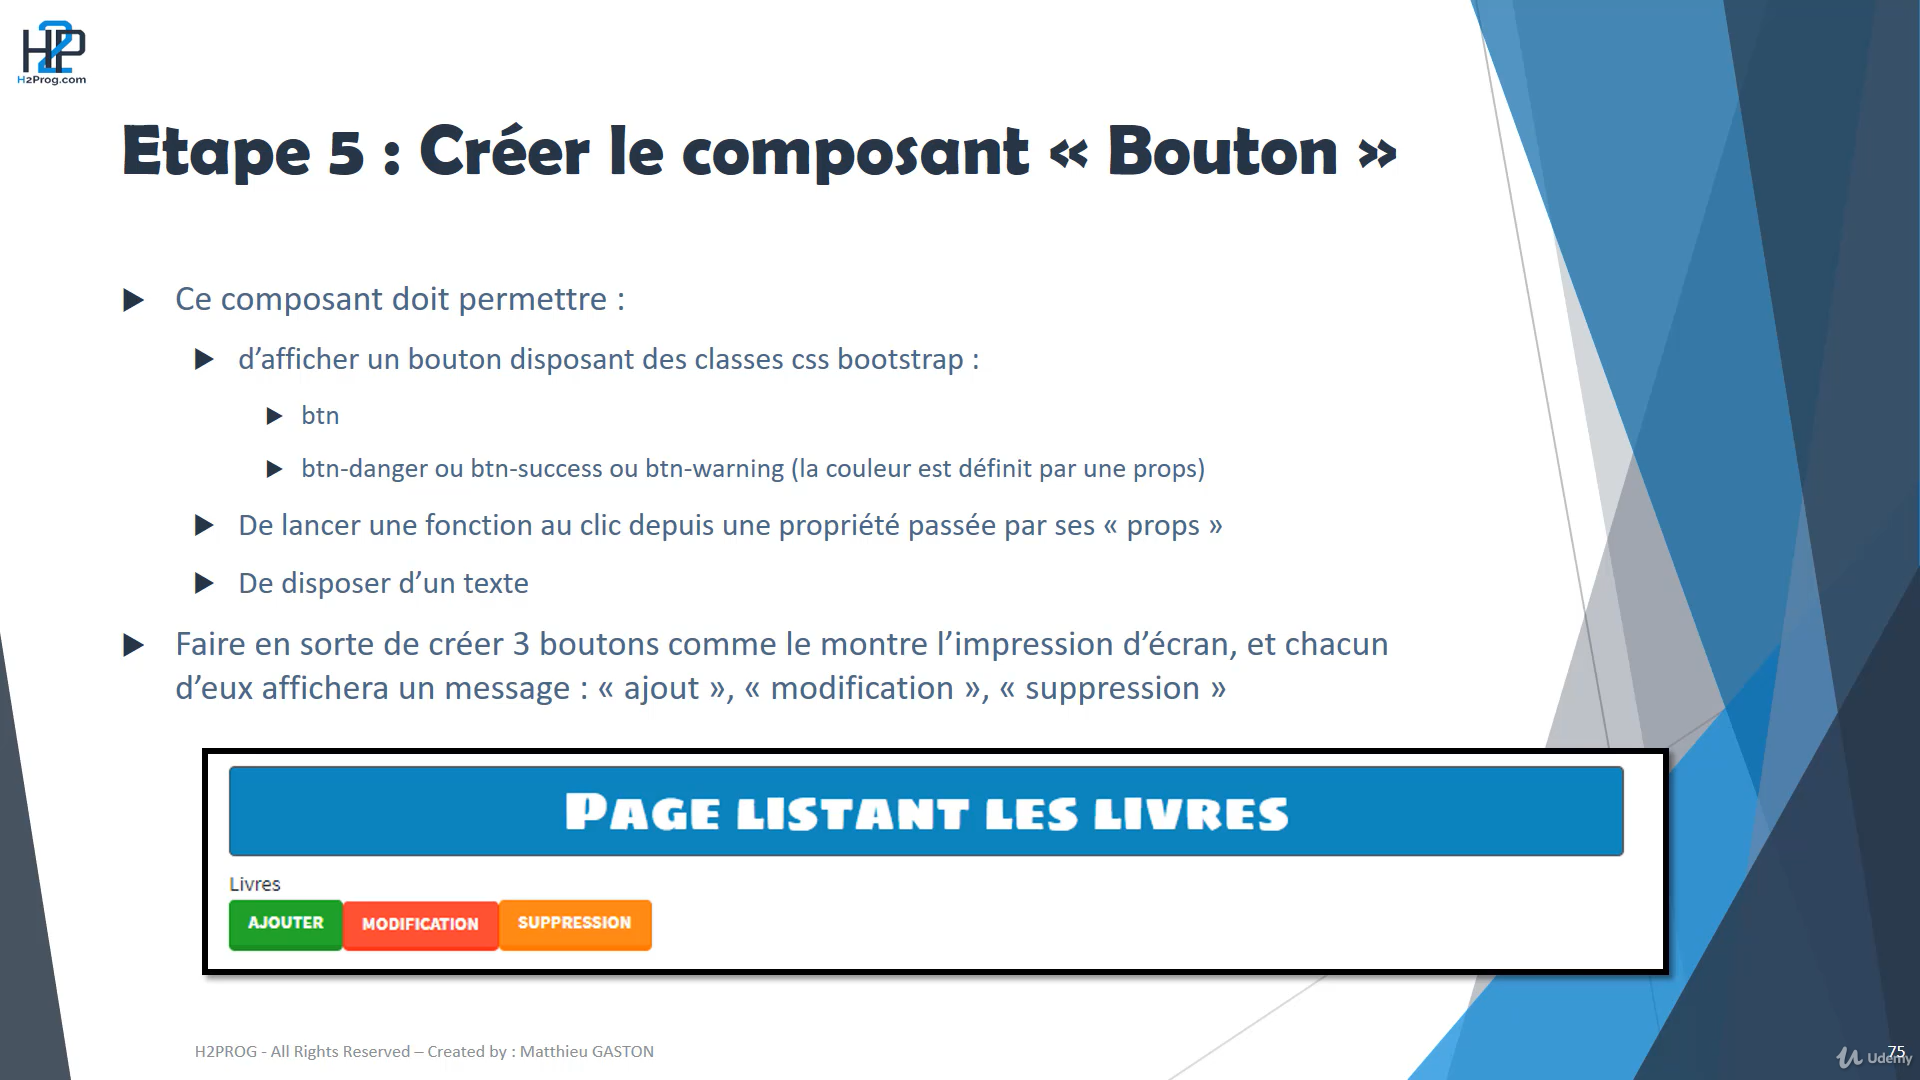 H2P
H2Prog.com
Etape 5 : Créer le composant « Bouton »
Ce composant doit permettre :
d’afficher un bouton disposant des classes css bootstrap :
btn
btn-danger ou btn-success ou btn-warning (la couleur est définit par une props)
De lancer une fonction au clic depuis une propriété passée par ses « props »
De disposer d’un texte
Faire en sorte de créer 3 boutons comme le montre l’impression d’écran, et chacun
d’eux affichera un message : « ajout », « modification », « suppression »
Page listant les livres
Livres
AJOUTER MODIFICATION SUPPRESSION
H2PROG - All Rights Reserved – Created by : Matthieu GASTON
75
Udemy